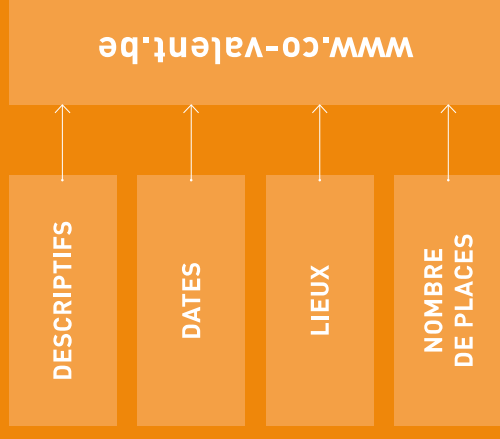 www.co-valent.be
DESCRIPTIFS
DATES
LIEUX
NOMBRE
DE PLACES